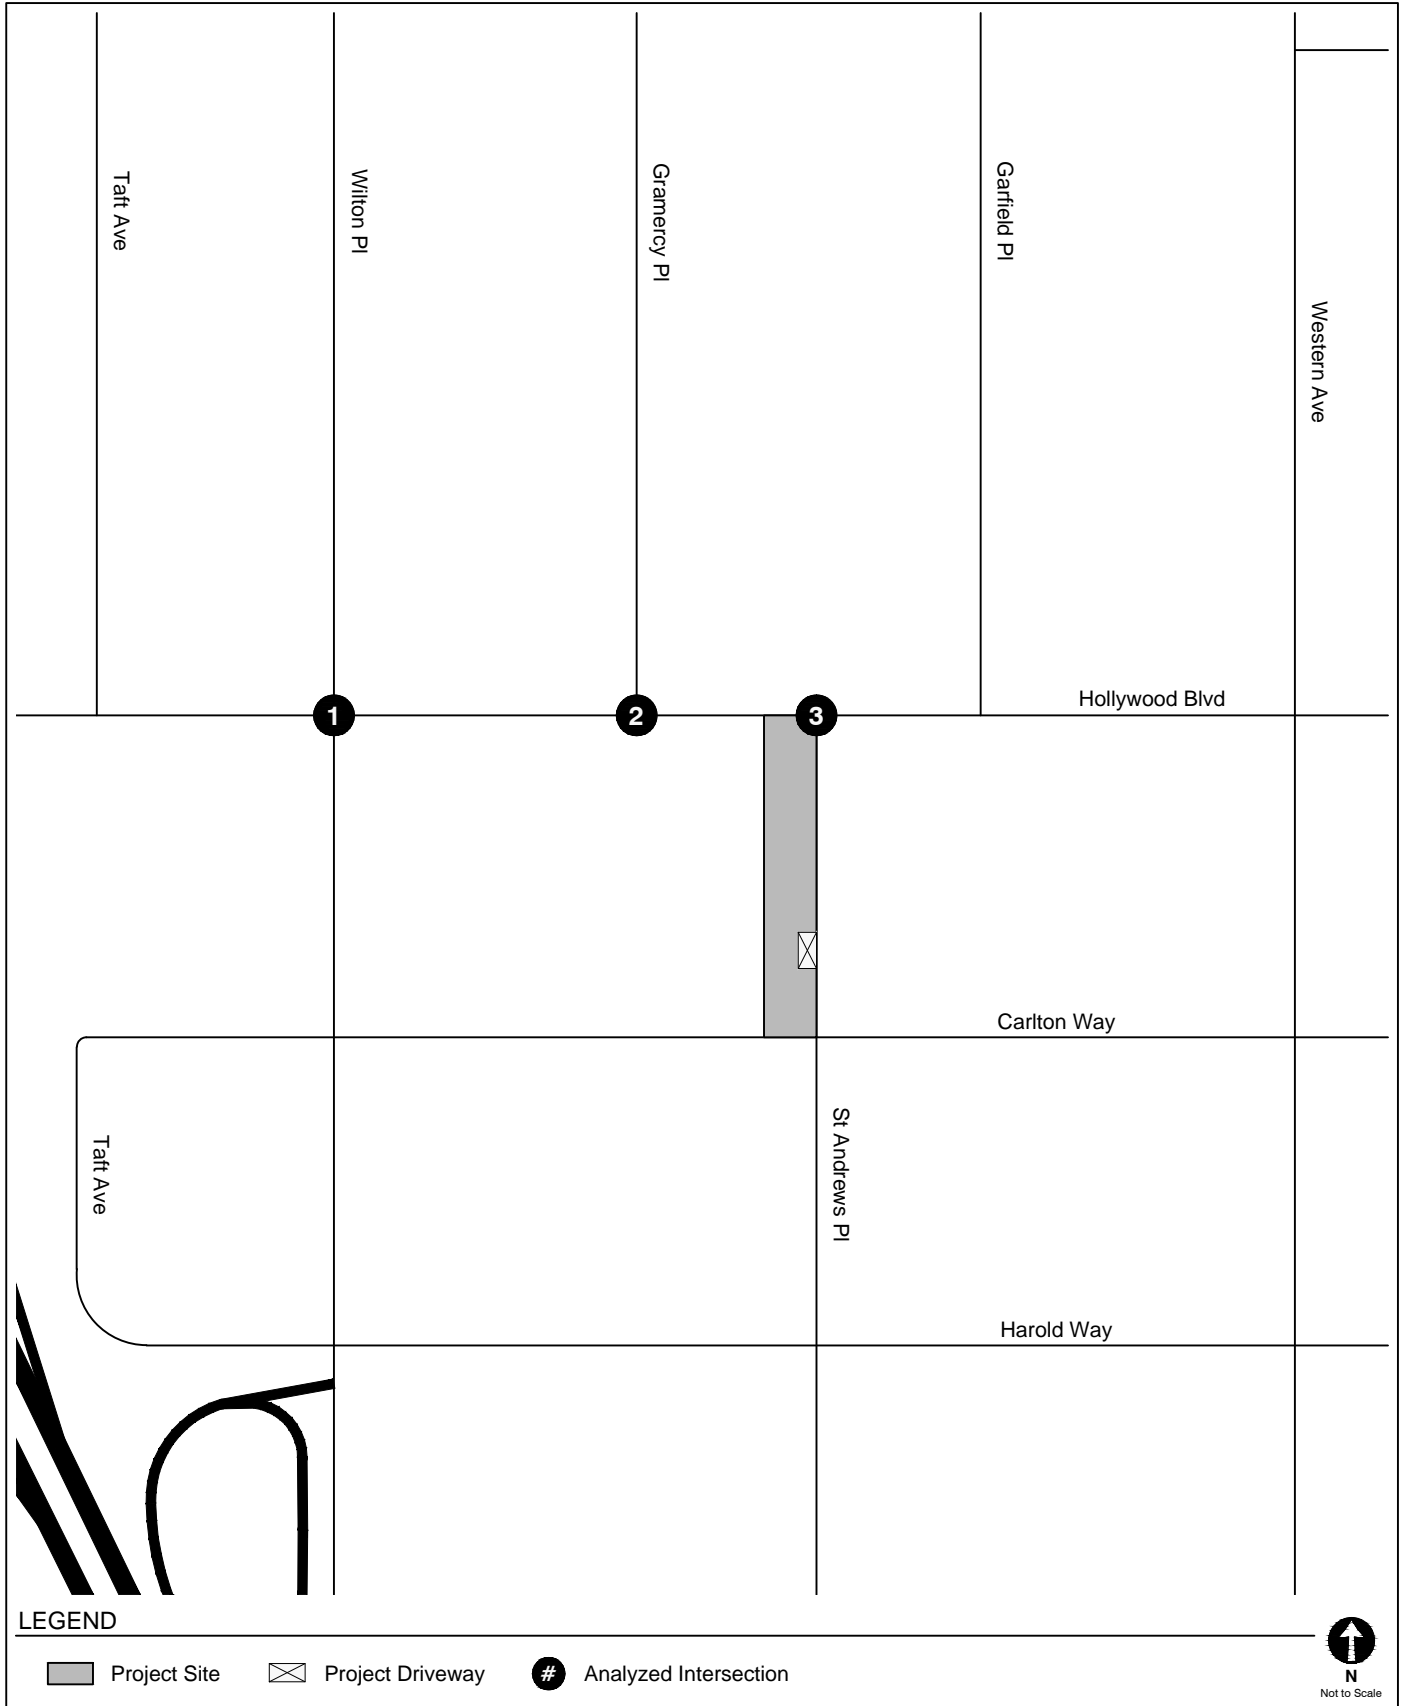 Taft Ave
Wilton Pl
Gramercy Pl
Garfield Pl
Western Ave
Hollywood Blvd
1
2
3
Carlton Way
Taft Ave
St Andrews Pl
Harold Way
LEGEND
Project Site
Project Driveway
# Analyzed Intersection
N
Not to Scale